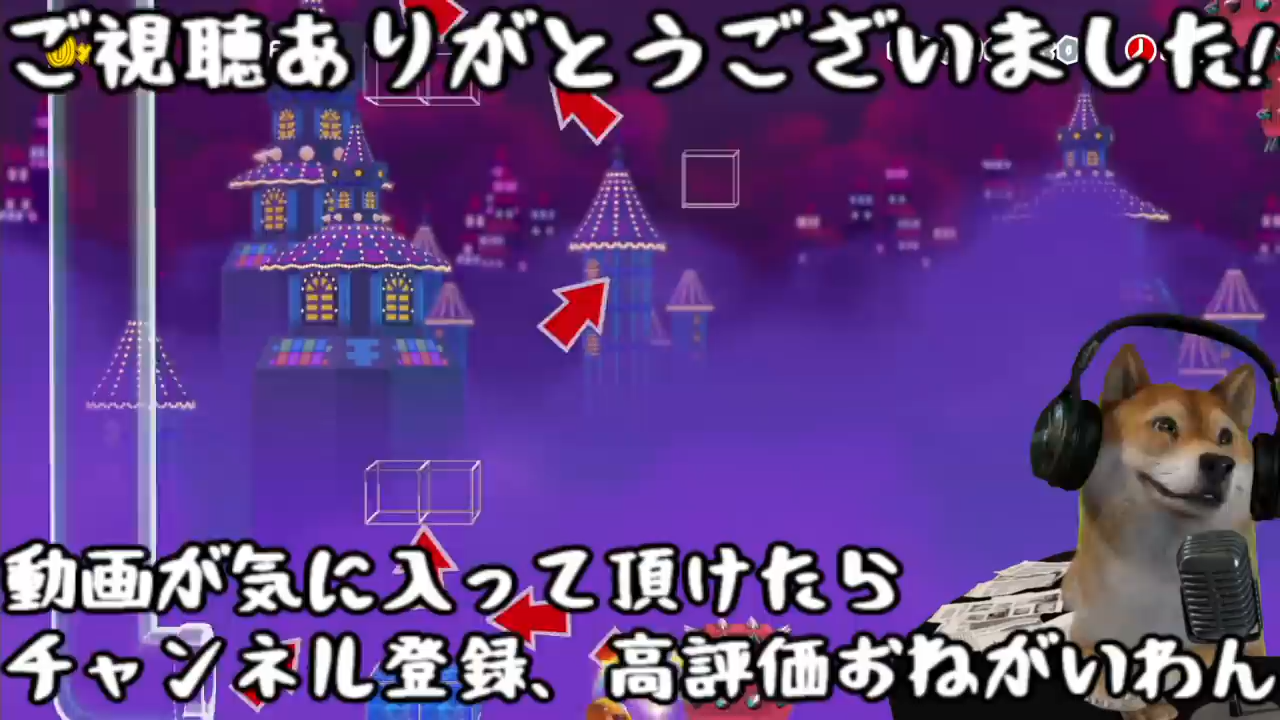 ご視聴ありがとうございました!
動画が気に入って頂けたら
チャンネル登録、高評価おねがいわん